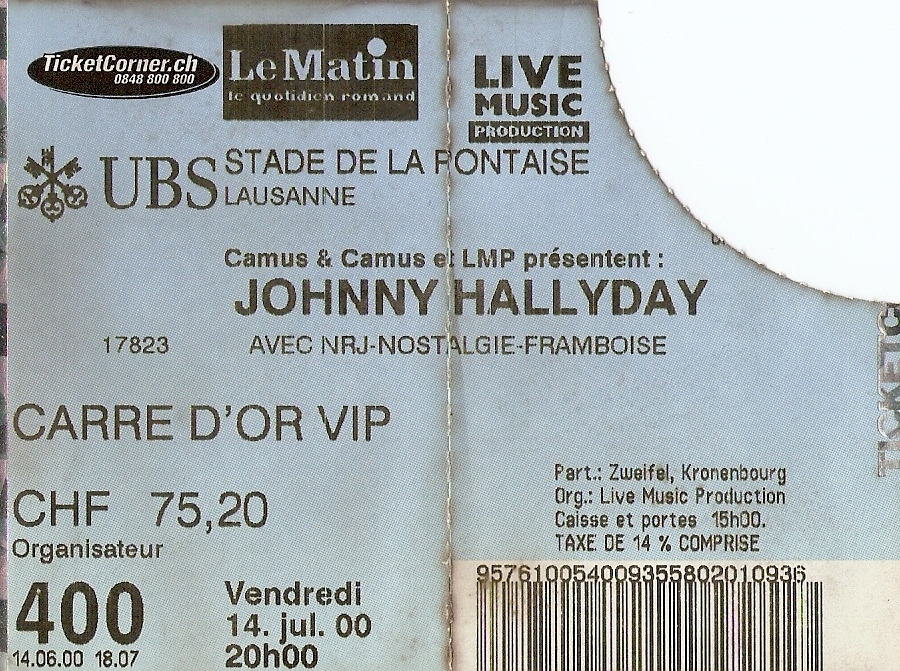 TicketCorner.ch
0848 800 800
Le Matin
le quotidien romand
LIVE
MUSIC
PRODUCTION
UBS
STADE DE LA PONTAISE
LAUSANNE
Camus & Camus et LMP présentent :
JOHNNY HALLYDAY
17823 AVEC NRJ-NOSTALGIE-FRAMBOISE
CARRE D'OR VIP
CHF 75,20
Organisateur
400
14.06.00 18.07
Vendredi
14. jul. 00
20h00
Part.: Zweifel, Kronenbourg
Org.: Live Music Production
Caisse et portes 15h00.
TAXE DE 14 % COMPRISE
957610054009355802010936